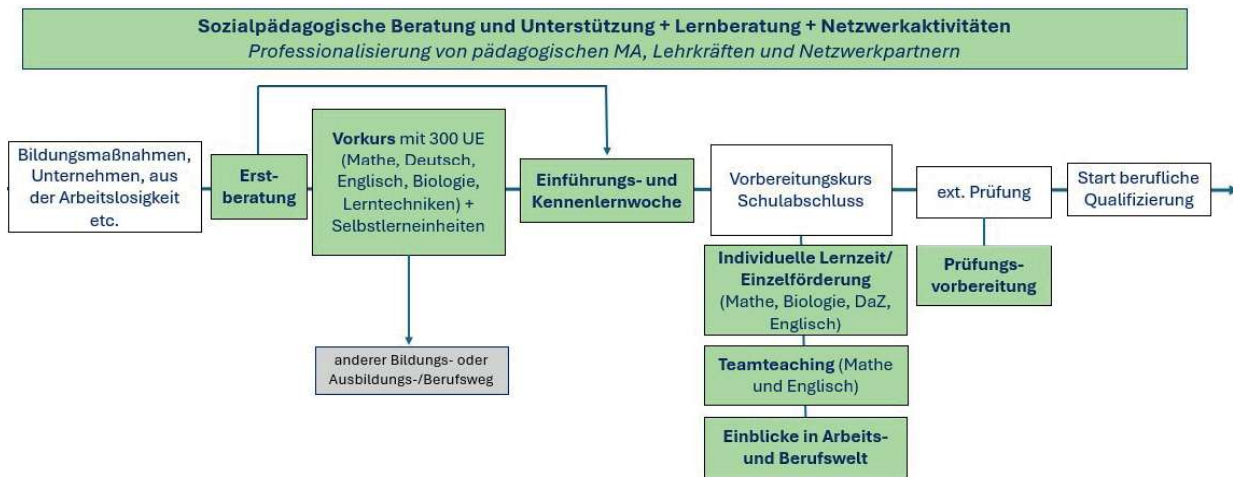 Sozialpädagogische Beratung und Unterstützung + Lernberatung + Netzwerkaktivitäten
Professionalisierung von pädagogischen MA, Lehrkräften und Netzwerkpartnern
Bildungsmaßnahmen,
Unternehmen, aus
der Arbeitslosigkeit
etc.
Erst-
beratung
Vorkurs mit 300 UE
(Mathe, Deutsch,
Englisch, Biologie,
Lerntechniken) +
Selbstlerneinheiten
anderer Bildungs- oder
Ausbildungs-/Berufsweg
Einführungs- und
Kennenlernwoche
Vorbereitungskurs
Schulabschluss
Individuelle Lernzeit/
Einzelförderung
(Mathe, Biologie, DaZ,
Englisch)
Teamteaching (Mathe
und Englisch)
Einblicke in Arbeits-
und Berufswelt
ext. Prüfung
Prüfungs-
vorbereitung
Start berufliche
Qualifizierung